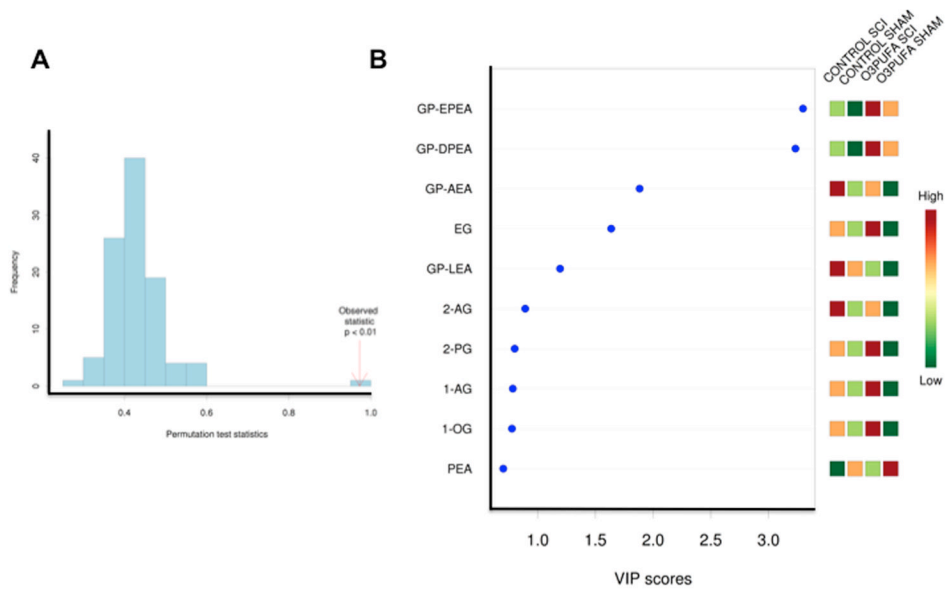 A
B
CONTROL SCI
CONTROL SHAM
O3PUFA SCI
O3PUFA SHAM
40
30
20
10
0
Frequency
Observed
statistic
p < 0.01
0.4
0.6
0.8
1.0
Permutation test statistics
GP-EPEA
GP-DPEA
GP-AEA
EG
GP-LEA
2-AG
2-PG
1-AG
1-OG
PEA
High
Low
1.0
1.5
2.0
2.5
3.0
VIP scores